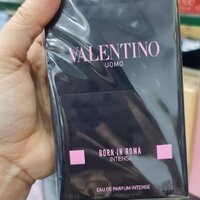 VALENTINO
UOMO
BORN IN ROMA
INTENSE
EAU DE PARFUM INTENSE